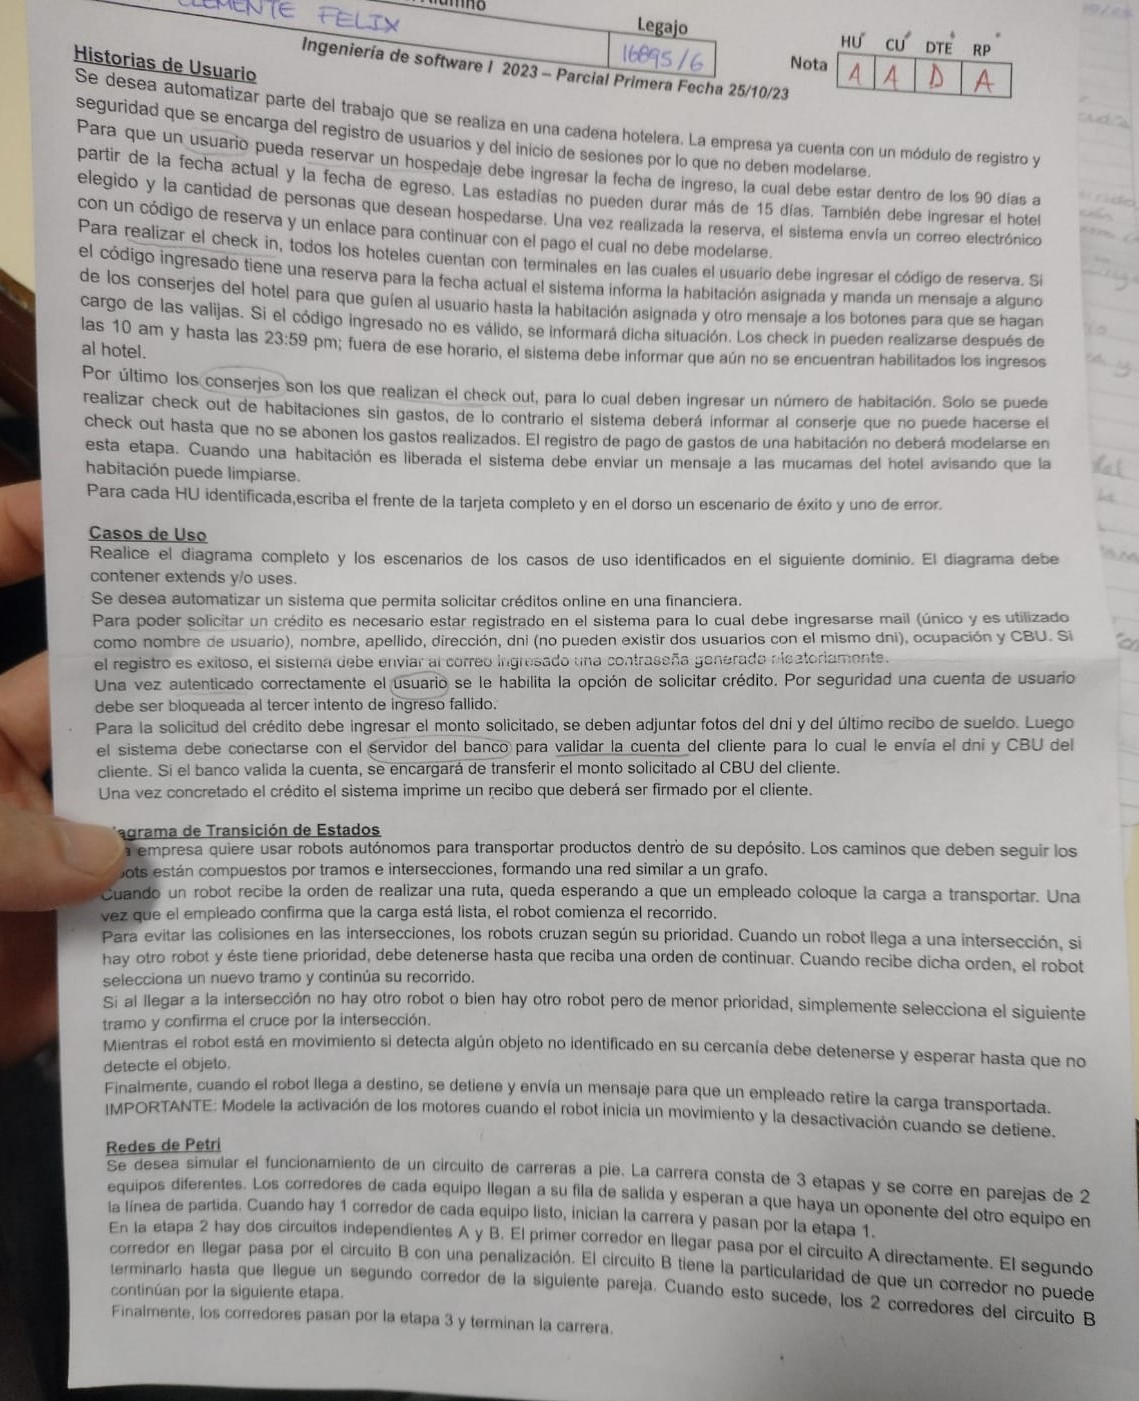 CLEMENTE FELIX
Legajo
16895/6
Ingeniería de software I 2023 – Parcial Primera Fecha 25/10/23
Nota
HU CU DTE RP
A A D A
Historias de Usuario
Se desea automatizar parte del trabajo que se realiza en una cadena hotelera. La empresa ya cuenta con un módulo de registro y
seguridad que se encarga del registro de usuarios y del inicio de sesiones por lo que no deben modelarse.
Para que un usuario pueda reservar un hospedaje debe ingresar la fecha de ingreso, la cual debe estar dentro de los 90 días a
partir de la fecha actual y la fecha de egreso. Las estadías no pueden durar más de 15 días. También debe ingresar el hotel
elegido y la cantidad de personas que desean hospedarse. Una vez realizada la reserva, el sistema envía un correo electrónico
con un código de reserva y un enlace para continuar con el pago el cual no debe modelarse.
Para realizar el check in, todos los hoteles cuentan con terminales en las cuales el usuario debe ingresar el código de reserva. Si
el código ingresado tiene una reserva para la fecha actual el sistema informa la habitación asignada y manda un mensaje a alguno
de los conserjes del hotel para que guíen al usuario hasta la habitación asignada y otro mensaje a los botones para que se hagan
cargo de las valijas. Si el código ingresado no es válido, se informará dicha situación. Los check in pueden realizarse después de
las 10 am y hasta las 23:59 pm; fuera de ese horario, el sistema debe informar que aún no se encuentran habilitados los ingresos
al hotel.
Por último los conserjes son los que realizan el check out, para lo cual deben ingresar un número de habitación. Solo se puede
realizar check out de habitaciones sin gastos, de lo contrario el sistema deberá informar al conserje que no puede hacerse el
check out hasta que no se abonen los gastos realizados. El registro de pago de gastos de una habitación no deberá modelarse en
esta etapa. Cuando una habitación es liberada el sistema debe enviar un mensaje a las mucamas del hotel avisando que la
habitación puede limpiarse.
Para cada HU identificada,escriba el frente de la tarjeta completo y en el dorso un escenario de éxito y uno de error.
Casos de Uso
Realice el diagrama completo y los escenarios de los casos de uso identificados en el siguiente dominio. El diagrama debe
contener extends y/o uses.
Se desea automatizar un sistema que permita solicitar créditos online en una financiera.
Para poder solicitar un crédito es necesario estar registrado en el sistema para lo cual debe ingresarse mail (único y es utilizado
como nombre de usuario), nombre, apellido, dirección, dni (no pueden existir dos usuarios con el mismo dni), ocupación y CBU. Si
el registro es exitoso, el sistema debe enviar al correo ingresado una contraseña generada aleatoriamente.
Una vez autenticado correctamente el usuario se le habilita la opción de solicitar crédito. Por seguridad una cuenta de usuario
debe ser bloqueada al tercer intento de ingreso fallido.
Para la solicitud del crédito debe ingresar el monto solicitado, se deben adjuntar fotos del dni y del último recibo de sueldo. Luego
el sistema debe conectarse con el servidor del banco para validar la cuenta del cliente para lo cual le envía el dni y CBU del
cliente. Si el banco valida la cuenta, se encargará de transferir el monto solicitado al CBU del cliente.
Una vez concretado el crédito el sistema imprime un recibo que deberá ser firmado por el cliente.
agrama de Transición de Estados
a empresa quiere usar robots autónomos para transportar productos dentro de su depósito. Los caminos que deben seguir los
bots están compuestos por tramos e intersecciones, formando una red similar a un grafo.
Cuando un robot recibe la orden de realizar una ruta, queda esperando a que un empleado coloque la carga a transportar. Una
vez que el empleado confirma que la carga está lista, el robot comienza el recorrido.
Para evitar las colisiones en las intersecciones, los robots cruzan según su prioridad. Cuando un robot llega a una intersección, si
hay otro robot y éste tiene prioridad, debe detenerse hasta que reciba una orden de continuar. Cuando recibe dicha orden, el robot
selecciona un nuevo tramo y continúa su recorrido.
Si al llegar a la intersección no hay otro robot o bien hay otro robot pero de menor prioridad, simplemente selecciona el siguiente
tramo y confirma el cruce por la intersección.
Mientras el robot está en movimiento si detecta algún objeto no identificado en su cercanía debe detenerse y esperar hasta que no
detecte el objeto.
Finalmente, cuando el robot llega a destino, se detiene y envía un mensaje para que un empleado retire la carga transportada.
IMPORTANTE: Modele la activación de los motores cuando el robot inicia un movimiento y la desactivación cuando se detiene.
Redes de Petri
Se desea simular el funcionamiento de un circuito de carreras a pie. La carrera consta de 3 etapas y se corre en parejas de 2
equipos diferentes. Los corredores de cada equipo llegan a su fila de salida y esperan a que haya un oponente del otro equipo en
la línea de partida. Cuando hay 1 corredor de cada equipo listo, inician la carrera y pasan por la etapa 1.
En la etapa 2 hay dos circuitos independientes A y B. El primer corredor en llegar pasa por el circuito A directamente. El segundo
corredor en llegar pasa por el circuito B con una penalización. El circuito B tiene la particularidad de que un corredor no puede
terminarlo hasta que llegue un segundo corredor de la siguiente pareja. Cuando esto sucede, los 2 corredores del circuito B
continúan por la siguiente etapa.
Finalmente, los corredores pasan por la etapa 3 y terminan la carrera.